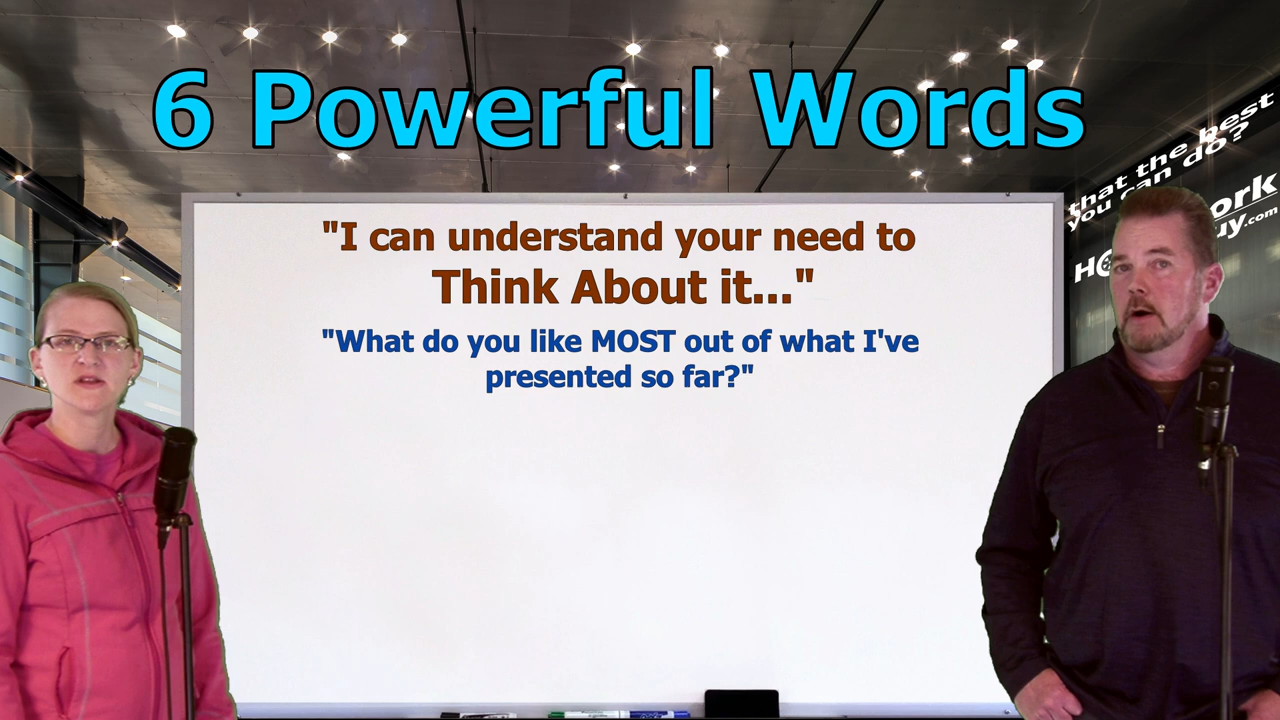 6 Powerful Words
"I can understand your need to
Think About it..."
"What do you like MOST out of what I've
presented so far?"
that the best
you can do?